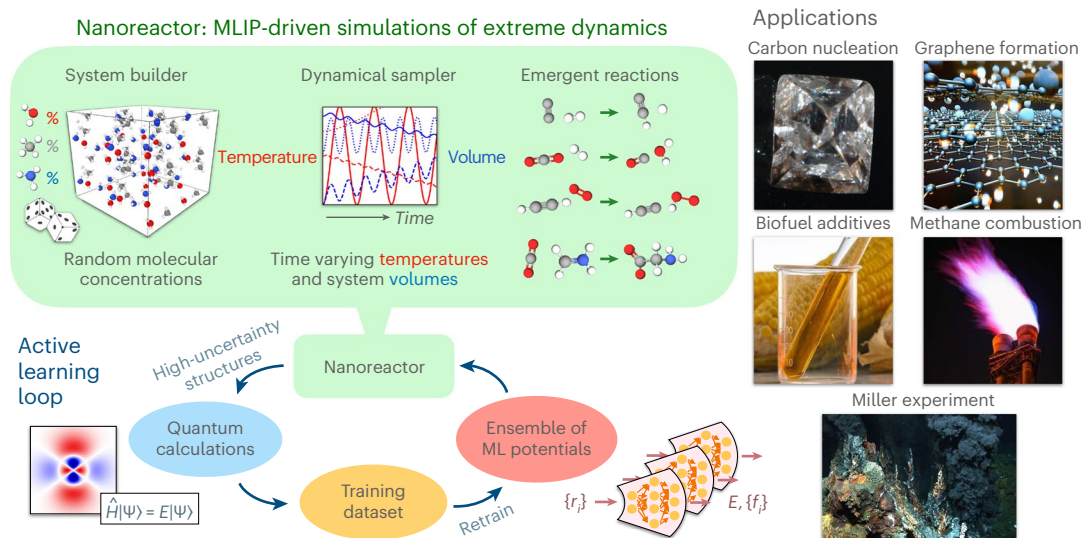 Nanoreactor: MLIP-driven simulations of extreme dynamics
System builder
%
%
%
Random molecular
concentrations
Dynamical sampler
Temperature
Volume
Time
Time varying temperatures
and system volumes
Emergent reactions
Active
learning
loop
High-uncertainty
structures
Nanoreactor
Quantum
calculations
Ĥ|Ψ⟩ = E|Ψ⟩
Training
dataset
Retrain
Ensemble of
ML potentials
{r_i}
E, {f_i}
Applications
Carbon nucleation
Graphene formation
Biofuel additives
Methane combustion
Miller experiment